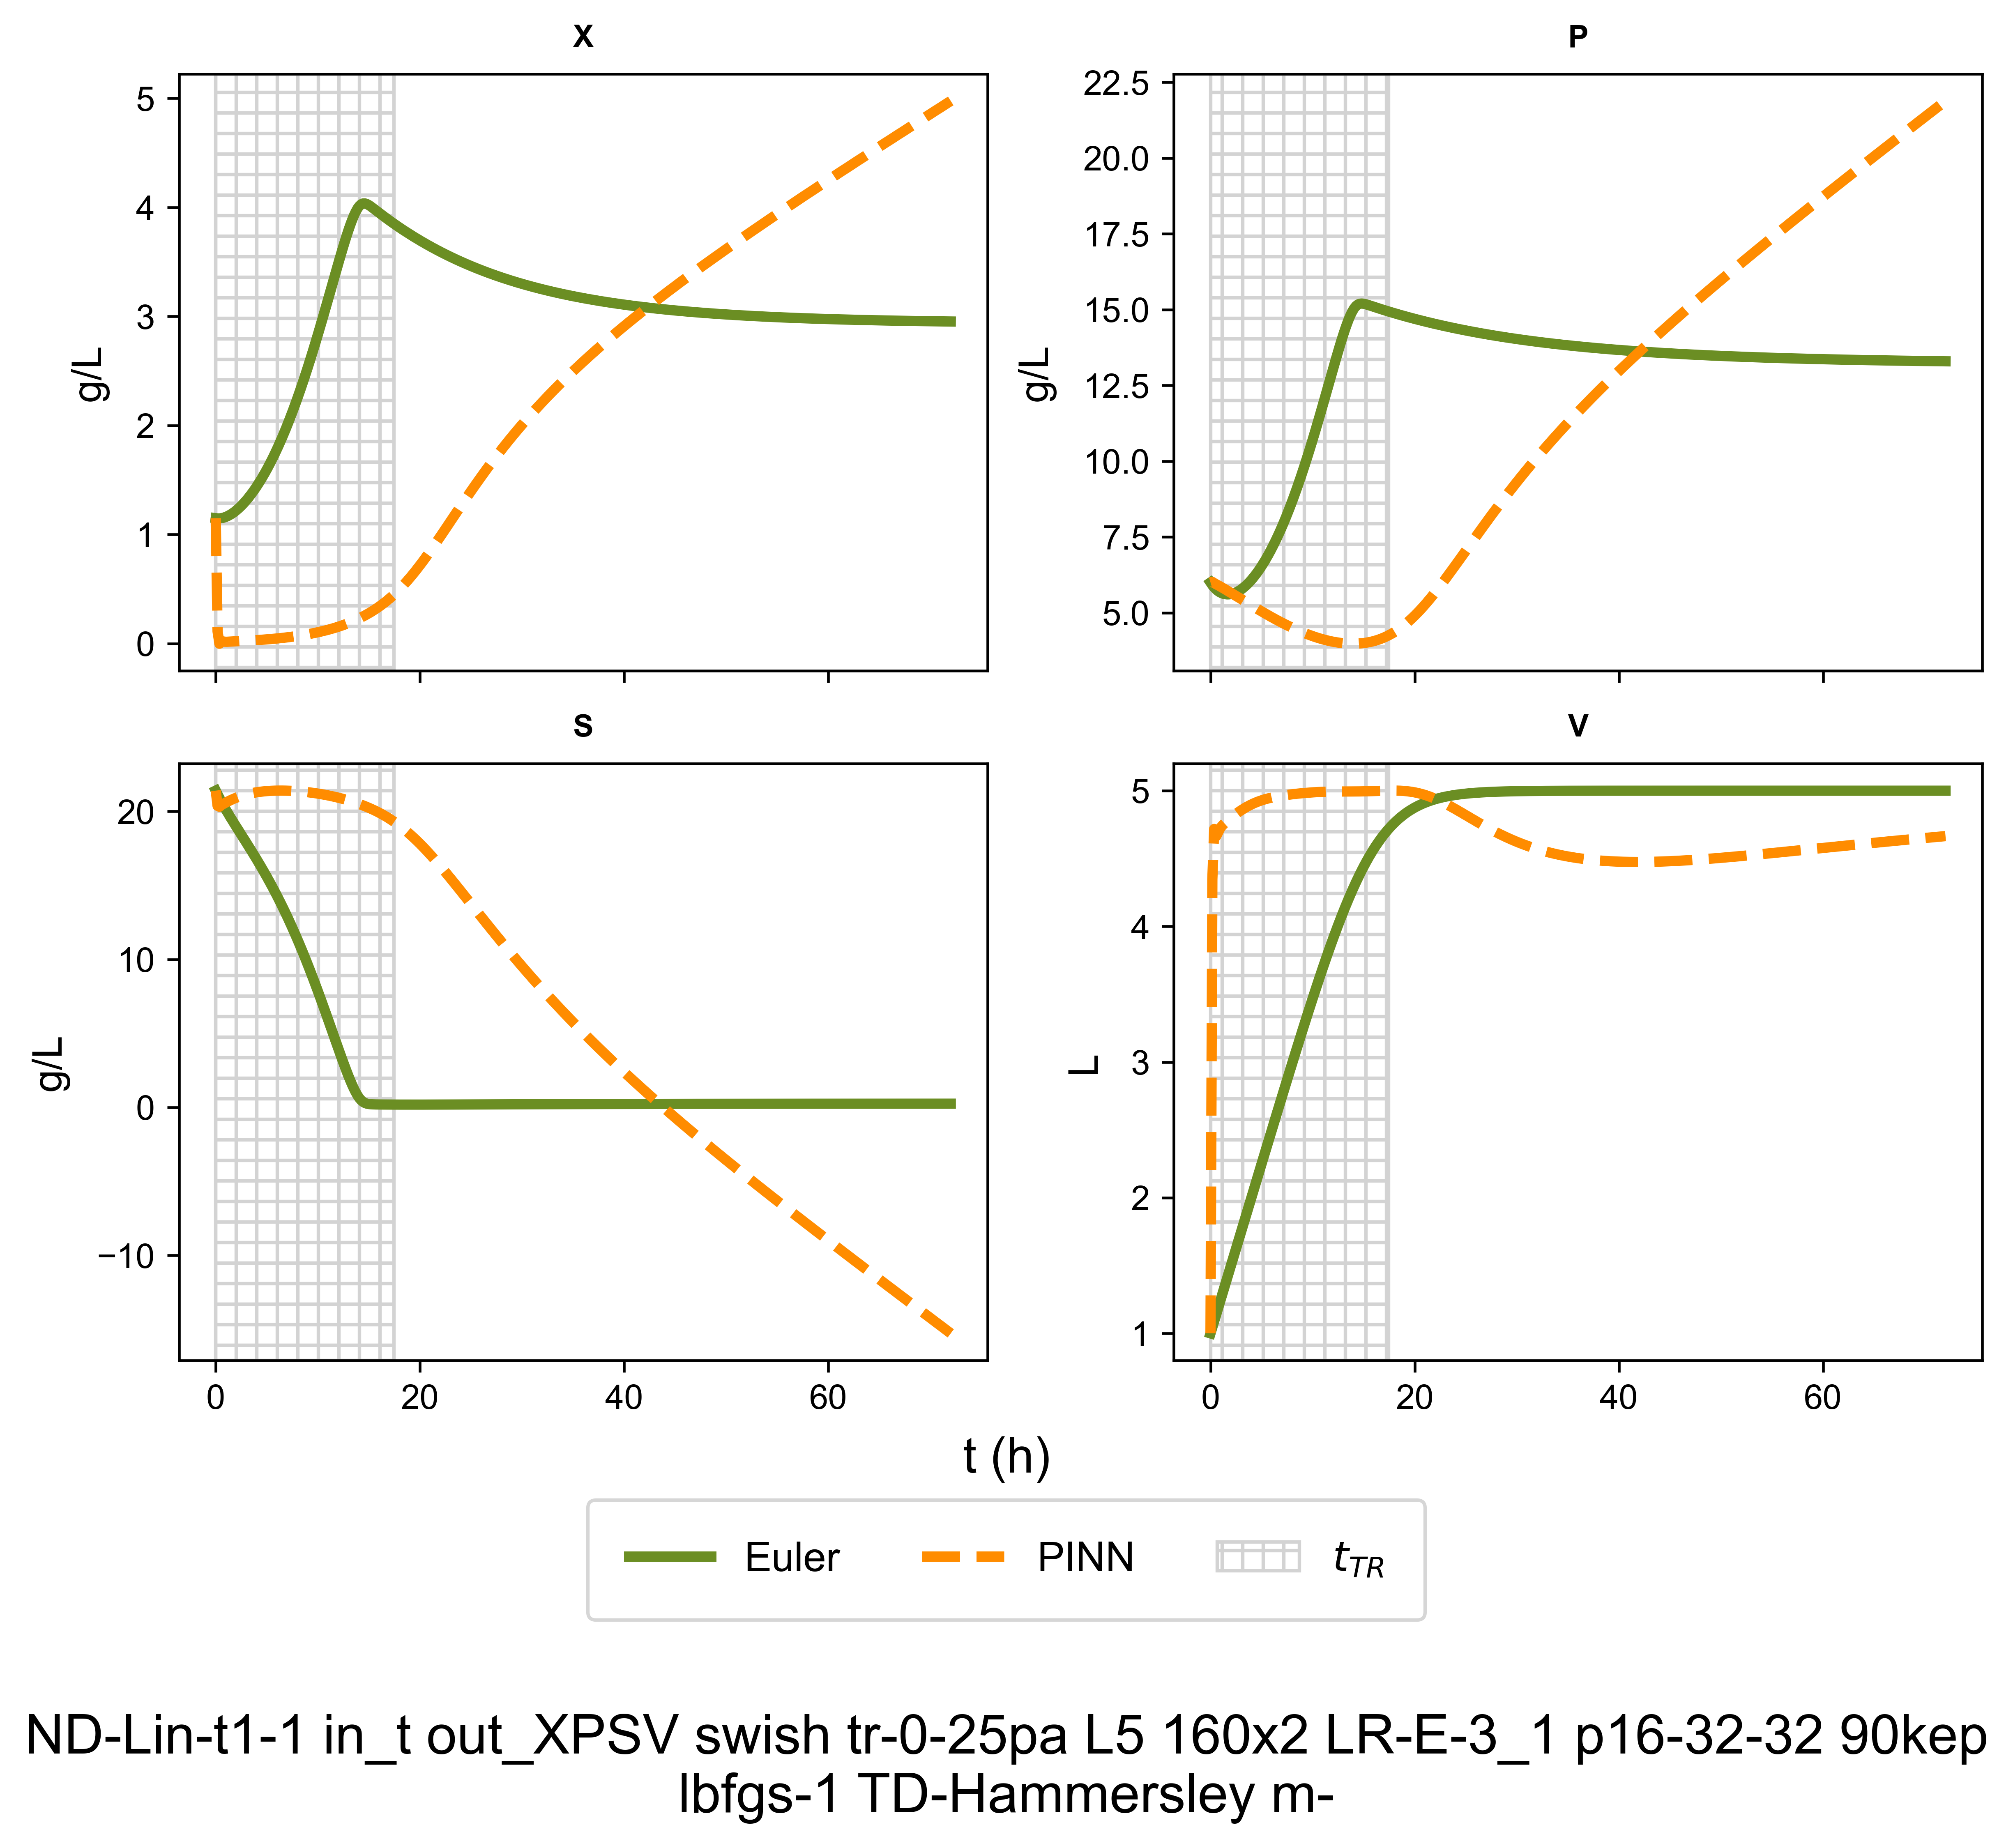 X
P
5
4
3
2
1
0
g/L
22.5
20.0
17.5
15.0
12.5
10.0
7.5
5.0
g/L
S
V
20
10
0
−10
g/L
0
20
40
60
5
4
3
2
1
L
0
20
40
60
t (h)
Euler
PINN
tTR
ND-Lin-t1-1 in_t out_XPSV swish tr-0-25pa L5 160x2 LR-E-3_1 p16-32-32 90kep
lbfgs-1 TD-Hammersley m-